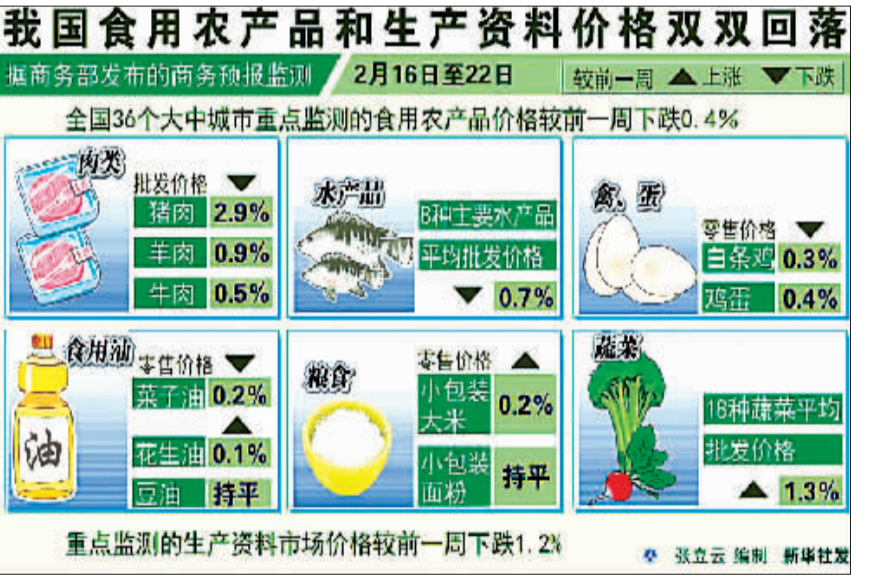 我国食用农产品和生产资料价格双双回落
据商务部发布的商务预报监测 2月16日至22日 较前一周 ▲上涨 ▼下跌
全国36个大中城市重点监测的食用农产品价格较前一周下跌0.4%
肉类
批发价格 ▼
猪肉 2.9%
羊肉 0.9%
牛肉 0.5%
水产品
8种主要水产品
平均批发价格
▼ 0.7%
禽、蛋
零售价格 ▼
白条鸡 0.3%
鸡蛋 0.4%
食用油
零售价格 ▼
菜子油 0.2%
▲
花生油 0.1%
豆油 持平
油
粮食
零售价格 ▲
小包装
大米 0.2%
小包装
面粉 持平
蔬菜
18种蔬菜平均
批发价格
▲ 1.3%
重点监测的生产资料市场价格较前一周下跌1.2%
张立云 编制 新华社发